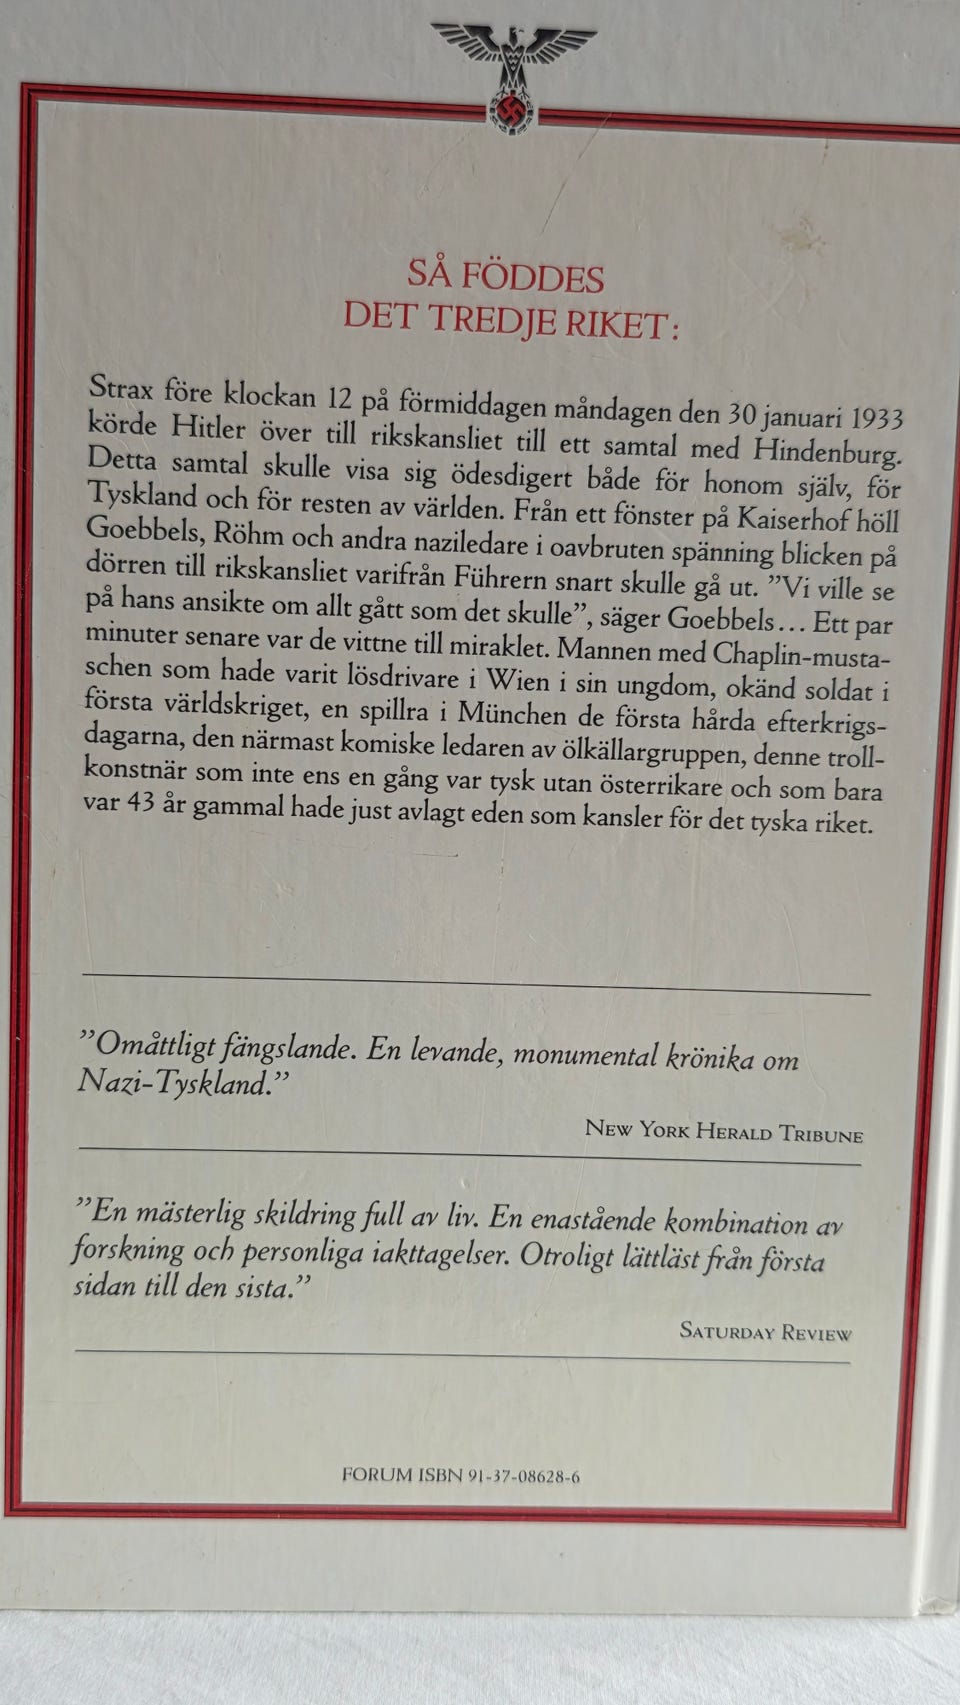 SÅ FÖDDES
DET TREDJE RIKET:
Strax före klockan 12 på förmiddagen måndagen den 30 januari 1933
körde Hitler över till rikskansliet till ett samtal med Hindenburg.
Detta samtal skulle visa sig ödesdigert både för honom själv, för
Tyskland och för resten av världen. Från ett fönster på Kaiserhof höll
Goebbels, Röhm och andra naziledare i oavbruten spänning blicken på
dörren till rikskansliet varifrån Führern snart skulle gå ut. ”Vi ville se
på hans ansikte om allt gått som det skulle”, säger Goebbels... Ett par
minuter senare var de vittne till miraklet. Mannen med Chaplin-musta-
schen som hade varit lösdrivare i Wien i sin ungdom, okänd soldat i
första världskriget, en spillra i München de första hårda efterkrigs-
dagarna, den närmast komiske ledaren av ölkällargruppen, denne troll-
konstnär som inte ens en gång var tysk utan österrikare och som bara
var 43 år gammal hade just avlagt eden som kansler för det tyska riket.
”Omåttligt fängslande. En levande, monumental krönika om
Nazi-Tyskland.”
NEW YORK HERALD TRIBUNE
”En mästerlig skildring full av liv. En enastående kombination av
forskning och personliga iakttagelser. Otroligt lättläst från första
sidan till den sista.”
SATURDAY REVIEW
FORUM ISBN 91-37-08628-6